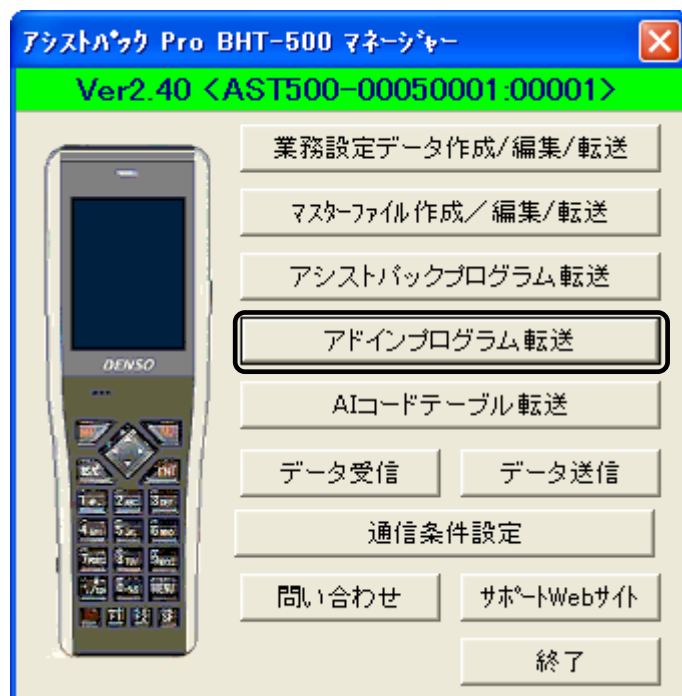 ｱｼｽﾄﾊﾟｯｸ Pro BHT-500 ﾏﾈｰｼﾞｬｰ
Ver2.40 <AST500-00050001:00001>
業務設定データ作成/編集/転送
ﾏｽﾀｰﾌｧｲﾙ作成／編集/転送
アシストパックプログラム転送
アドインプログラム転送
AIコードテーブル転送
データ受信
データ送信
通信条件設定
問い合わせ
ｻﾎﾟｰﾄWebｻｲﾄ
終了
DENSO
ENT